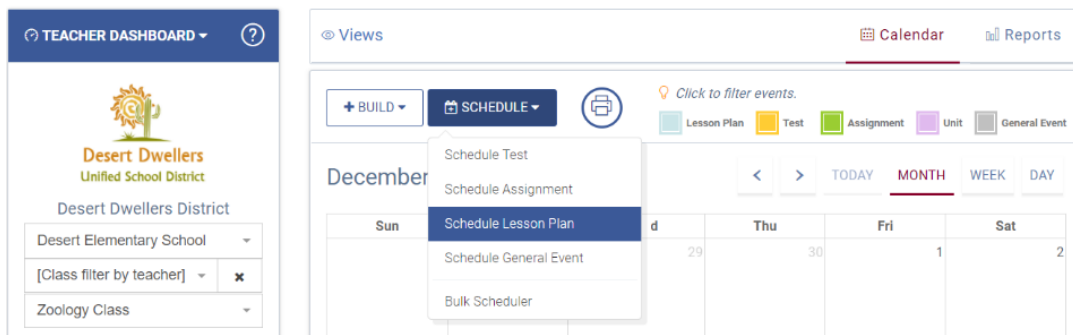 TEACHER DASHBOARD
?
Desert Dwellers
Unified School District
Desert Dwellers District
Desert Elementary School
[Class filter by teacher]
Zoology Class
Views
Calendar
Reports
+ BUILD
SCHEDULE
Click to filter events.
Lesson Plan
Test
Assignment
Unit
General Event
Schedule Test
Schedule Assignment
Schedule Lesson Plan
Schedule General Event
Bulk Scheduler
December
<
>
TODAY
MONTH
WEEK
DAY
Sun
d
Thu
Fri
Sat
29
30
1
2